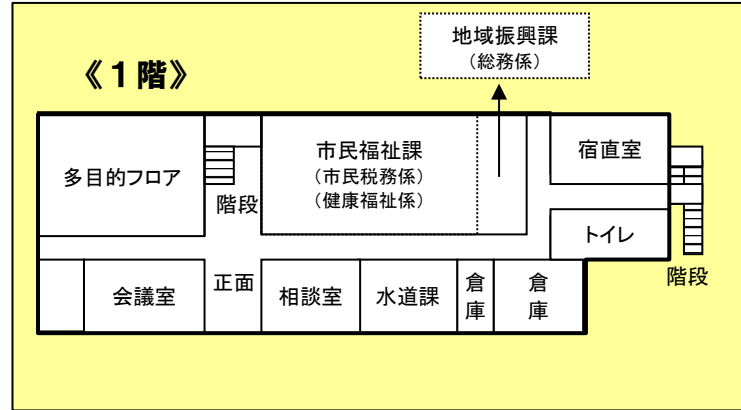 地域振興課
（総務係）
《１階》
多目的フロア
階段
市民福祉課
（市民税務係）
（健康福祉係）
宿直室
トイレ
階段
会議室
正面
相談室
水道課
倉庫
倉庫